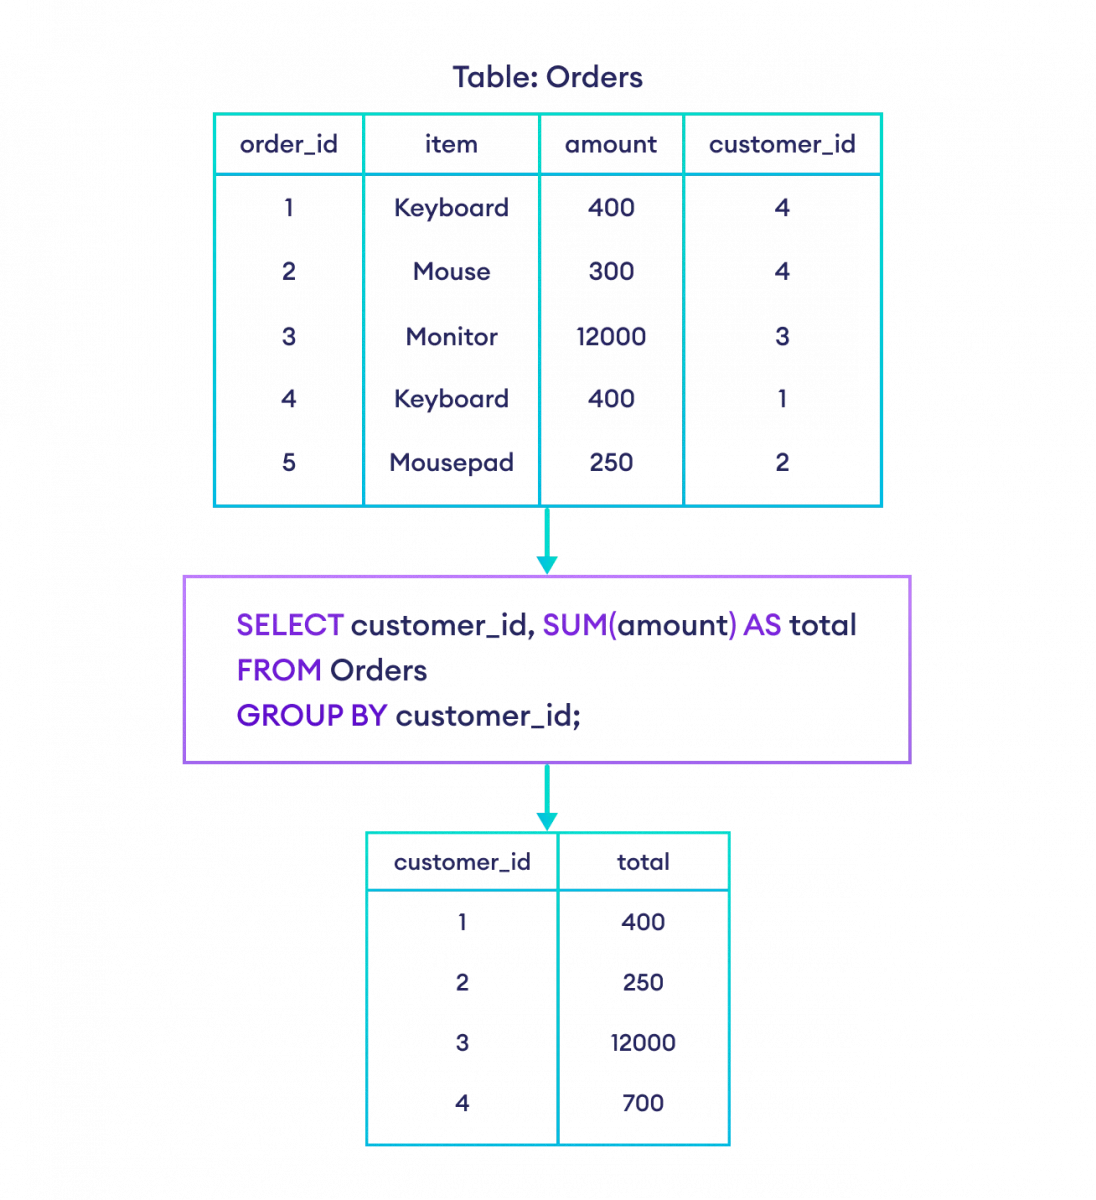 Table: Orders
order_id item amount customer_id
1 Keyboard 400 4
2 Mouse 300 4
3 Monitor 12000 3
4 Keyboard 400 1
5 Mousepad 250 2
SELECT customer_id, SUM(amount) AS total
FROM Orders
GROUP BY customer_id;
customer_id total
1 400
2 250
3 12000
4 700